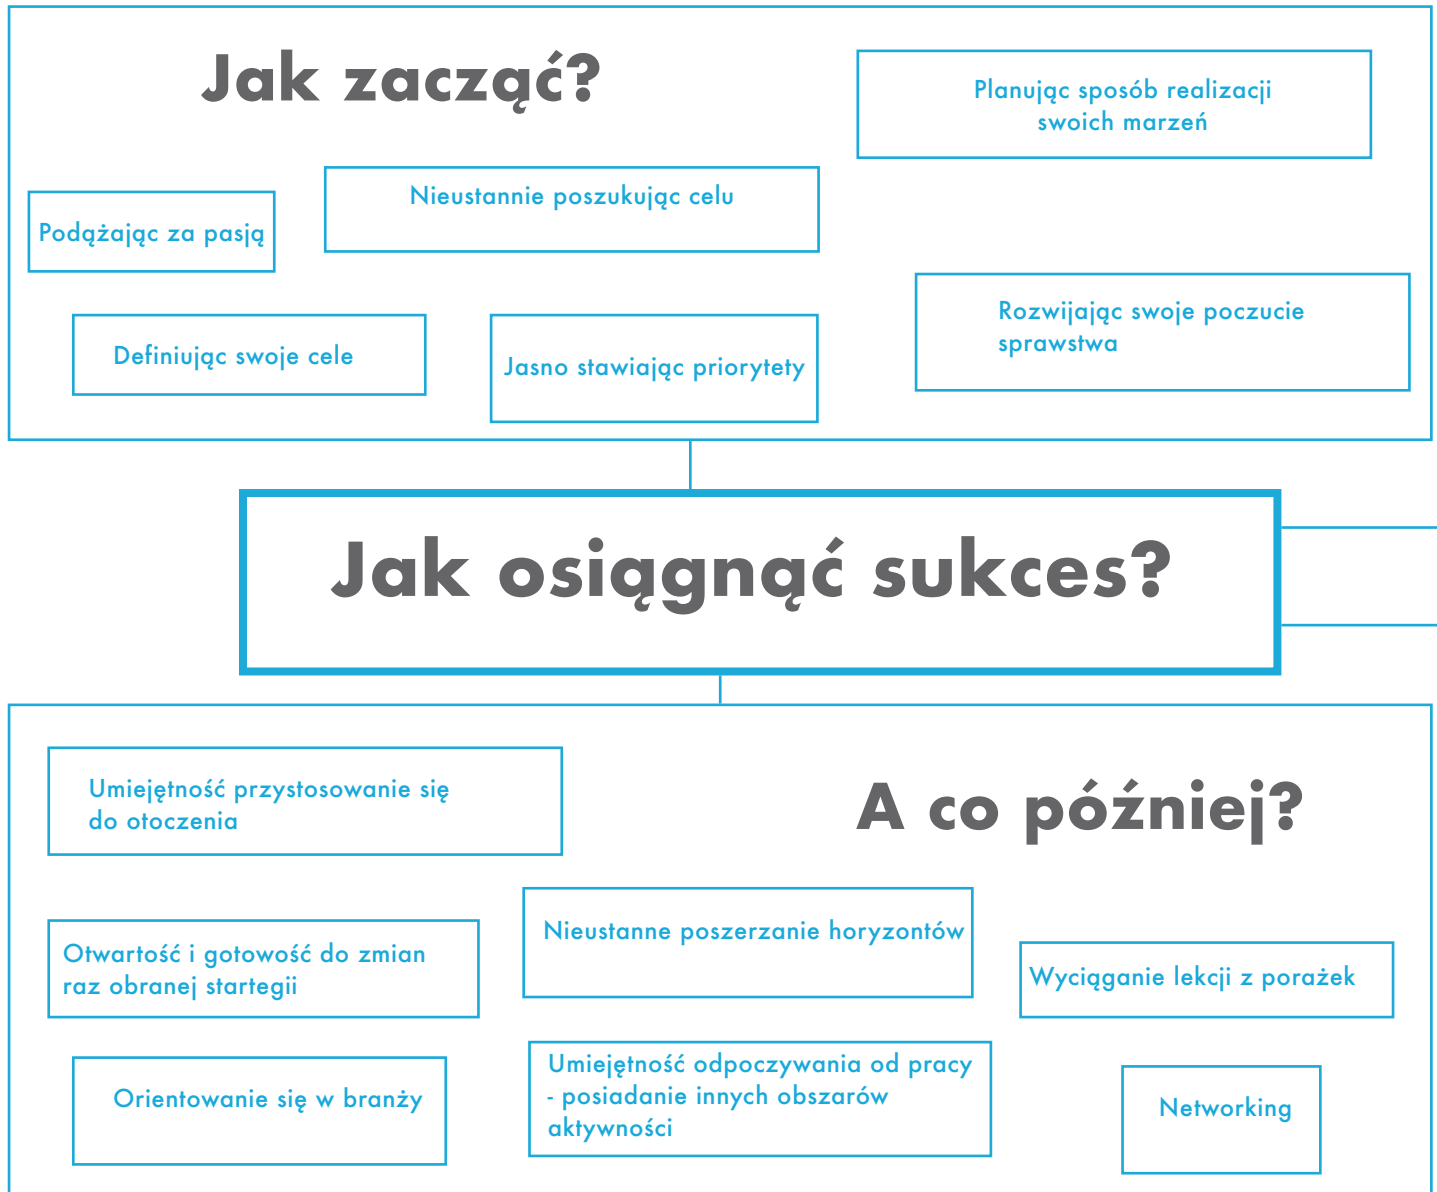 Jak zacząć?
Planując sposób realizacji
swoich marzeń
Nieustannie poszukując celu
Podążając za pasją
Rozwijając swoje poczucie
sprawstwa
Definiując swoje cele
Jasno stawiając priorytety
Jak osiągnąć sukces?
Umiejętność przystosowanie się
do otoczenia
A co później?
Otwartość i gotowość do zmian
raz obranej startegii
Nieustanne poszerzanie horyzontów
Wyciąganie lekcji z porażek
Orientowanie się w branży
Umiejętność odpoczywania od pracy
- posiadanie innych obszarów
aktywności
Networking